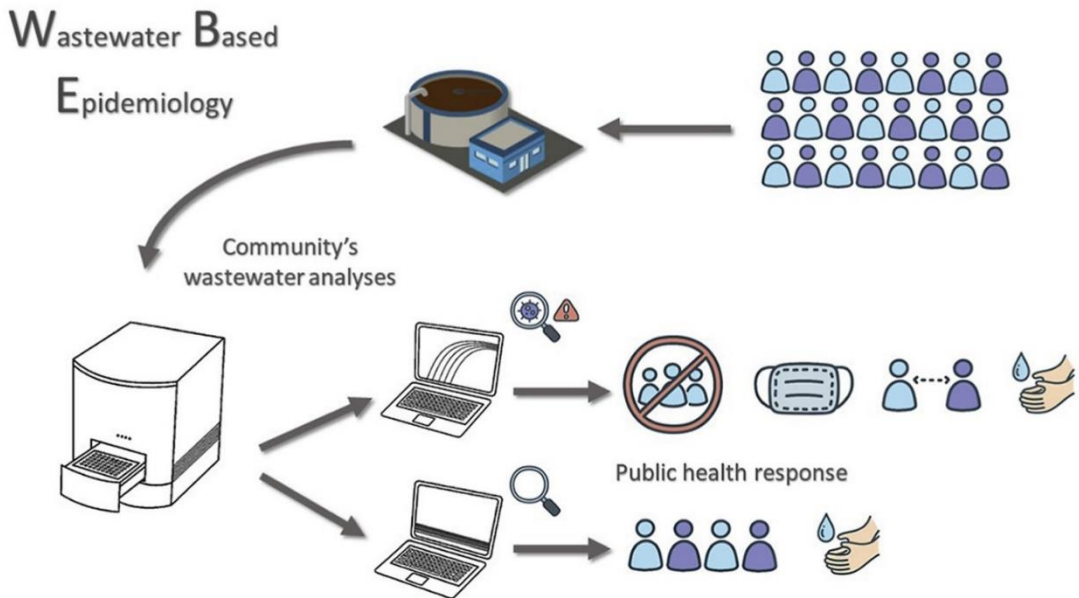 Wastewater Based
Epidemiology
Community's
wastewater analyses
Public health response